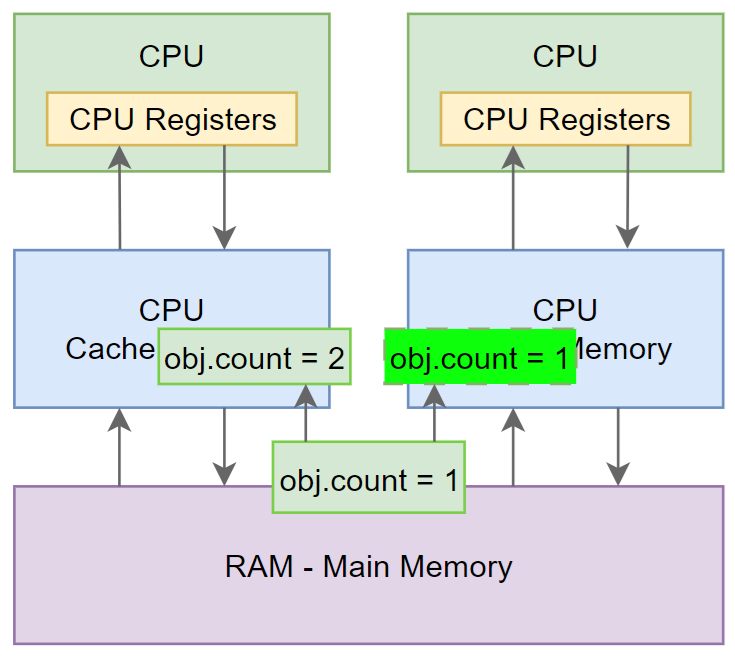 CPU
CPU Registers
CPU
CPU Registers
CPU
Cache
obj.count = 2
CPU
Memory
obj.count = 1
obj.count = 1
RAM - Main Memory